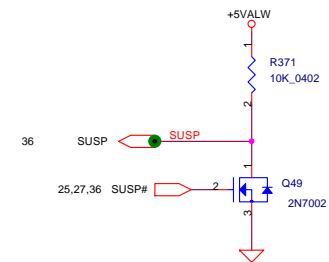 +5VALW
1
R371
10K_0402
2
36 SUSP SUSP
1
25,27,36 SUSP# 2 Q49
2N7002
3